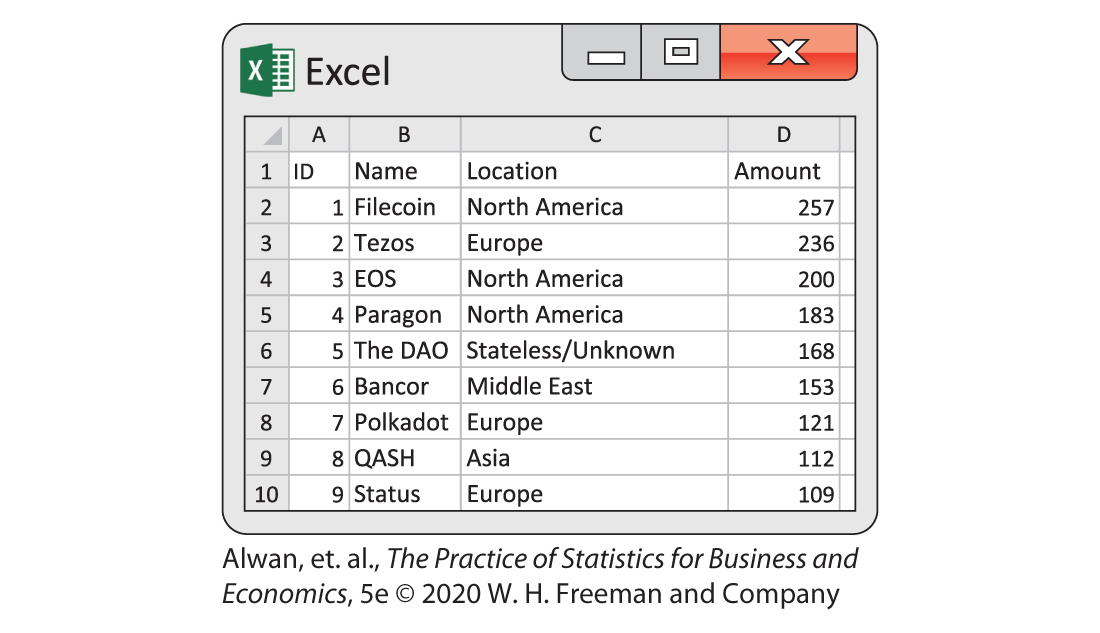 X Excel
A B C D
1 ID Name Location Amount
2 1 Filecoin North America 257
3 2 Tezos Europe 236
4 3 EOS North America 200
5 4 Paragon North America 183
6 5 The DAO Stateless/Unknown 168
7 6 Bancor Middle East 153
8 7 Polkadot Europe 121
9 8 QASH Asia 112
10 9 Status Europe 109
Alwan, et. al., The Practice of Statistics for Business and
Economics, 5e © 2020 W. H. Freeman and Company